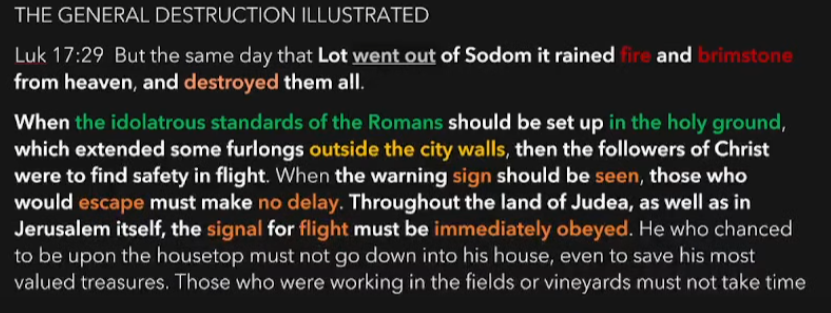 THE GENERAL DESTRUCTION ILLUSTRATED
Luk 17:29  But the same day that Lot went out of Sodom it rained fire and brimstone
from heaven, and destroyed them all.
When the idolatrous standards of the Romans should be set up in the holy ground,
which extended some furlongs outside the city walls, then the followers of Christ
were to find safety in flight. When the warning sign should be seen, those who
would escape must make no delay. Throughout the land of Judea, as well as in
Jerusalem itself, the signal for flight must be immediately obeyed. He who chanced
to be upon the housetop must not go down into his house, even to save his most
valued treasures. Those who were working in the fields or vineyards must not take time